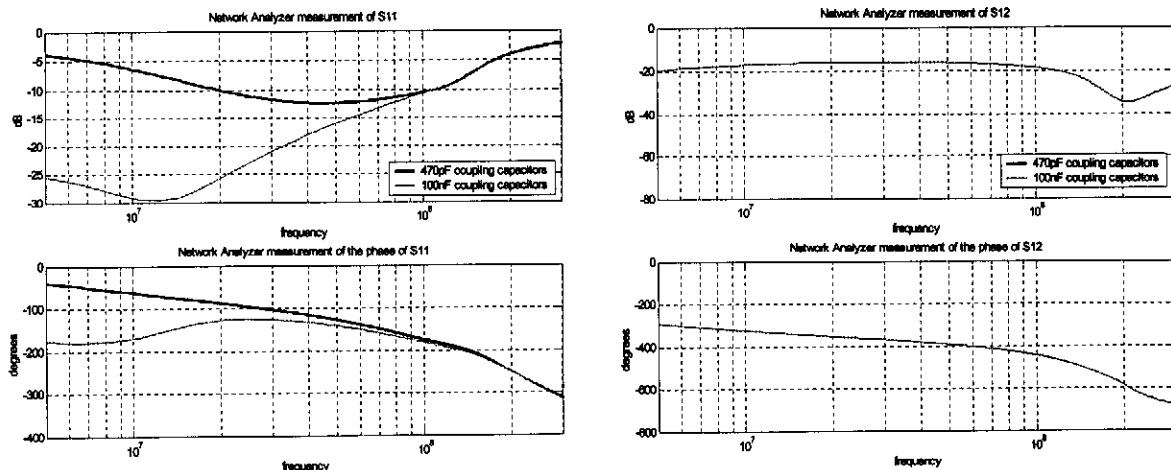 Network Analyzer measurement of S11
0
-5
-10
-15
-20
-25
-30
dB
470pF coupling capacitors
100nF coupling capacitors
10^7
10^8
frequency
Network Analyzer measurement of S12
0
-20
-40
-60
-80
dB
470pF coupling capacitors
100nF coupling capacitors
10^7
10^8
frequency
Network Analyzer measurement of the phase of S11
0
-100
-200
-300
-400
degrees
10^7
10^8
frequency
Network Analyzer measurement of the phase of S12
0
-200
-400
-600
-800
degrees
10^7
10^8
frequency